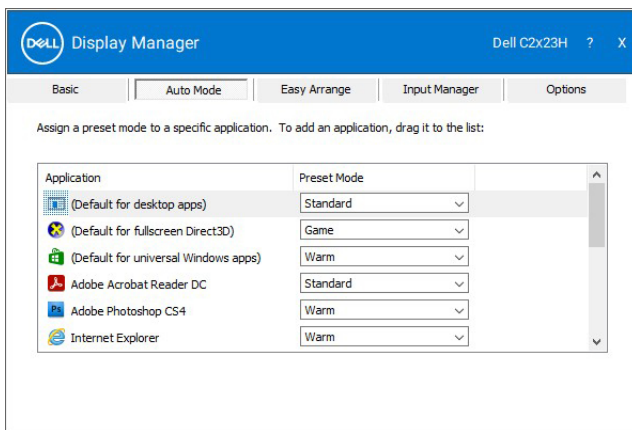 DELL Display Manager Dell C2x23H ? X
Basic Auto Mode Easy Arrange Input Manager Options
Assign a preset mode to a specific application. To add an application, drag it to the list:
Application Preset Mode
(Default for desktop apps) Standard
(Default for fullscreen Direct3D) Game
(Default for universal Windows apps) Warm
Adobe Acrobat Reader DC Standard
Ps Adobe Photoshop CS4 Warm
Internet Explorer Warm